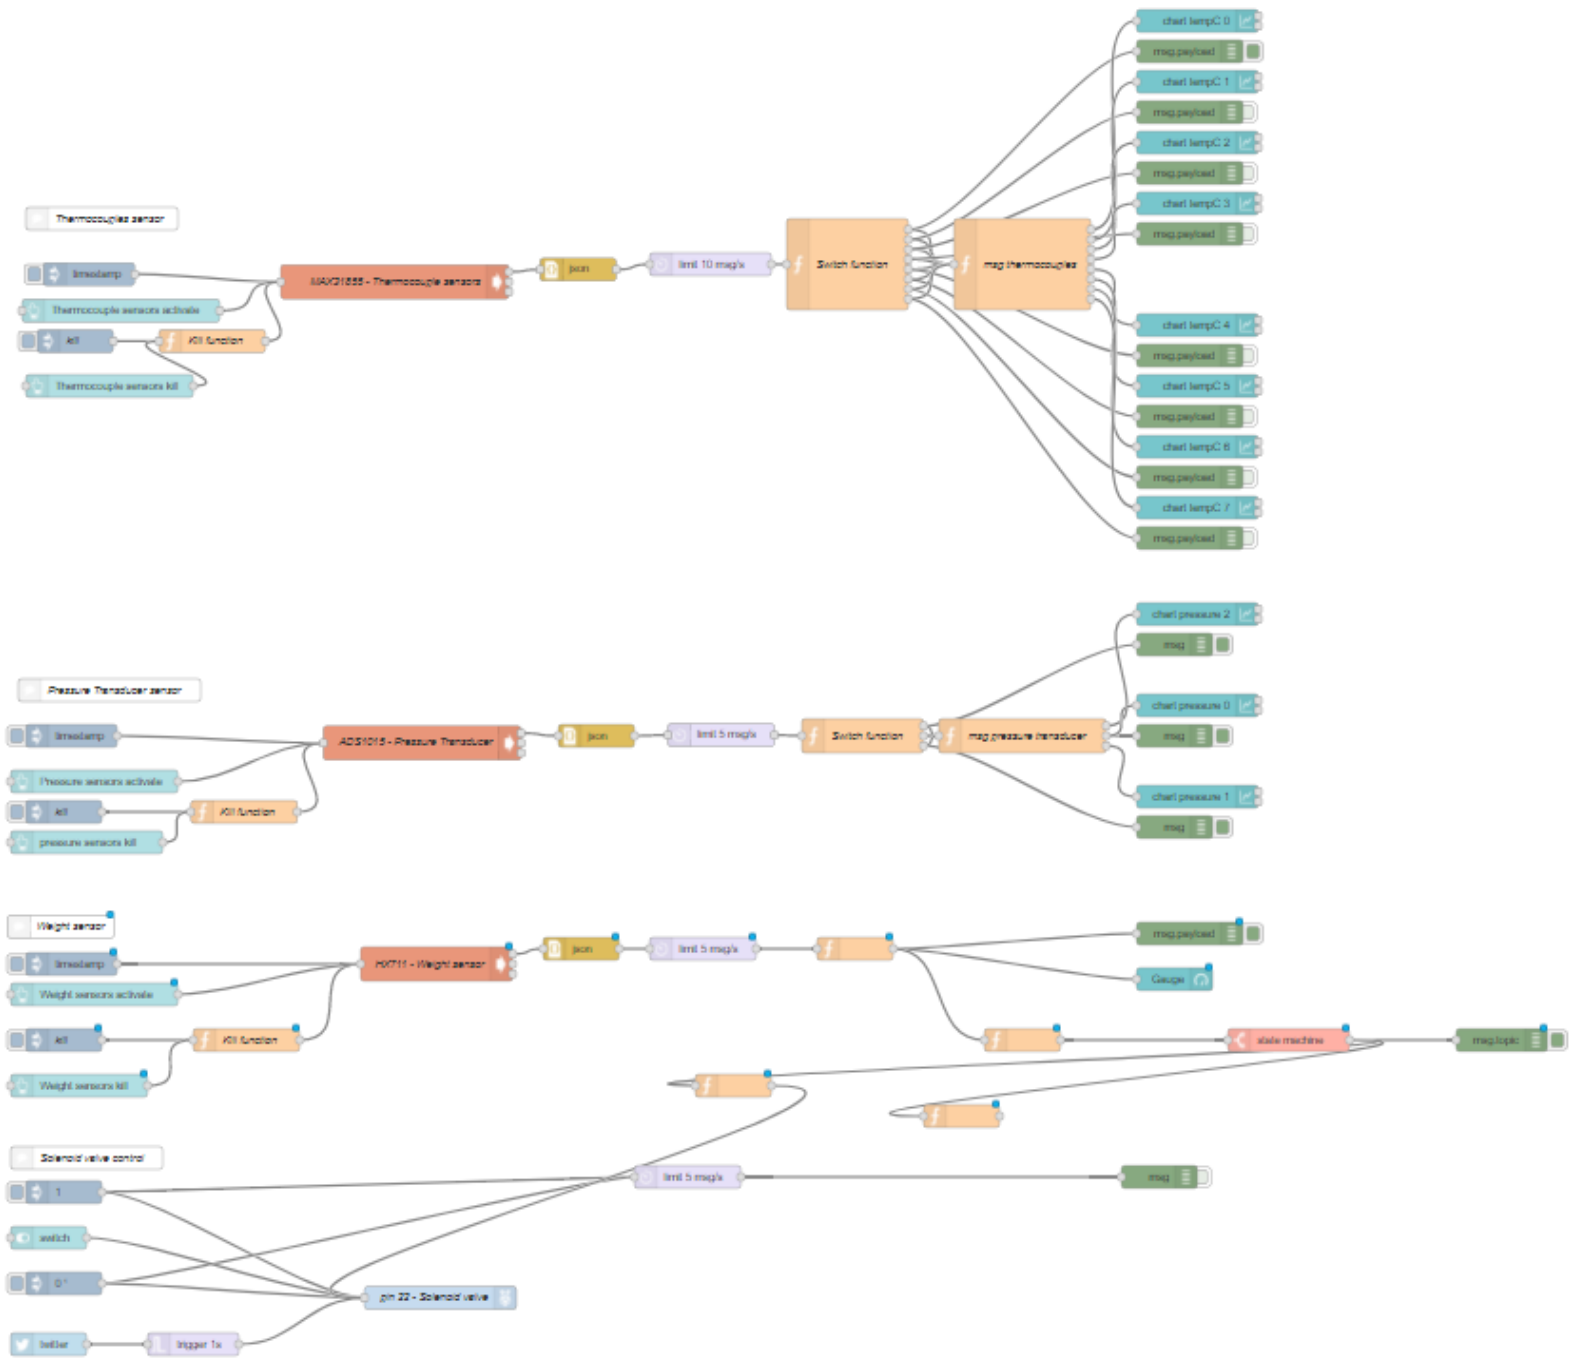 chart tempC 0
msg.payload
chart tempC 1
msg.payload
chart tempC 2
msg.payload
chart tempC 3
msg.payload
Thermocouples sensor
timestamp
MAX31855 - Thermocouple sensors
json
limit 10 msg/s
Switch function
msg thermocouples
Thermocouple sensors activate
kill
Kill function
Thermocouple sensors kill
chart tempC 4
msg.payload
chart tempC 5
msg.payload
chart tempC 6
msg.payload
chart tempC 7
msg.payload
chart pressure 2
msg
Pressure Transducer sensor
chart pressure 0
timestamp
ADS1015 - Pressure Transducer
json
limit 5 msg/s
Switch function
msg pressure transducer
msg
Pressure sensors activate
chart pressure 1
kill
Kill function
msg
pressure sensors kill
Weight sensor
msg.payload
timestamp
HX711 - Weight sensor
json
limit 5 msg/s
Gauge
Weight sensors activate
kill
Kill function
state machine
msg.topic
Weight sensors kill
Solenoid valve control
limit 5 msg/s
msg
1
switch
0
pin 22 - Solenoid valve
twitter
trigger 1s